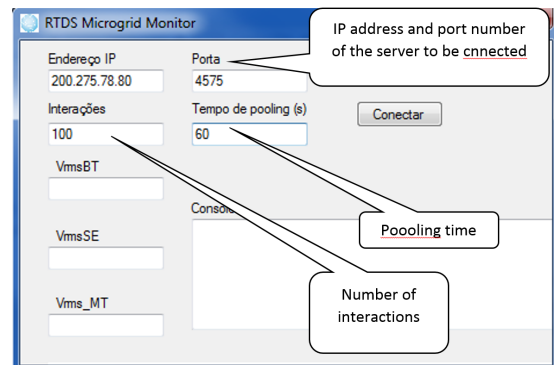 RTDS Microgrid Monitor
IP address and port number
of the server to be cnnected
Endereço IP
Porta
200.275.78.80
4575
Interações
Tempo de pooling (s)
Conectar
100
60
VrmsBT
Poooling time
VrmsSE
Number of
interactions
Vrms_MT